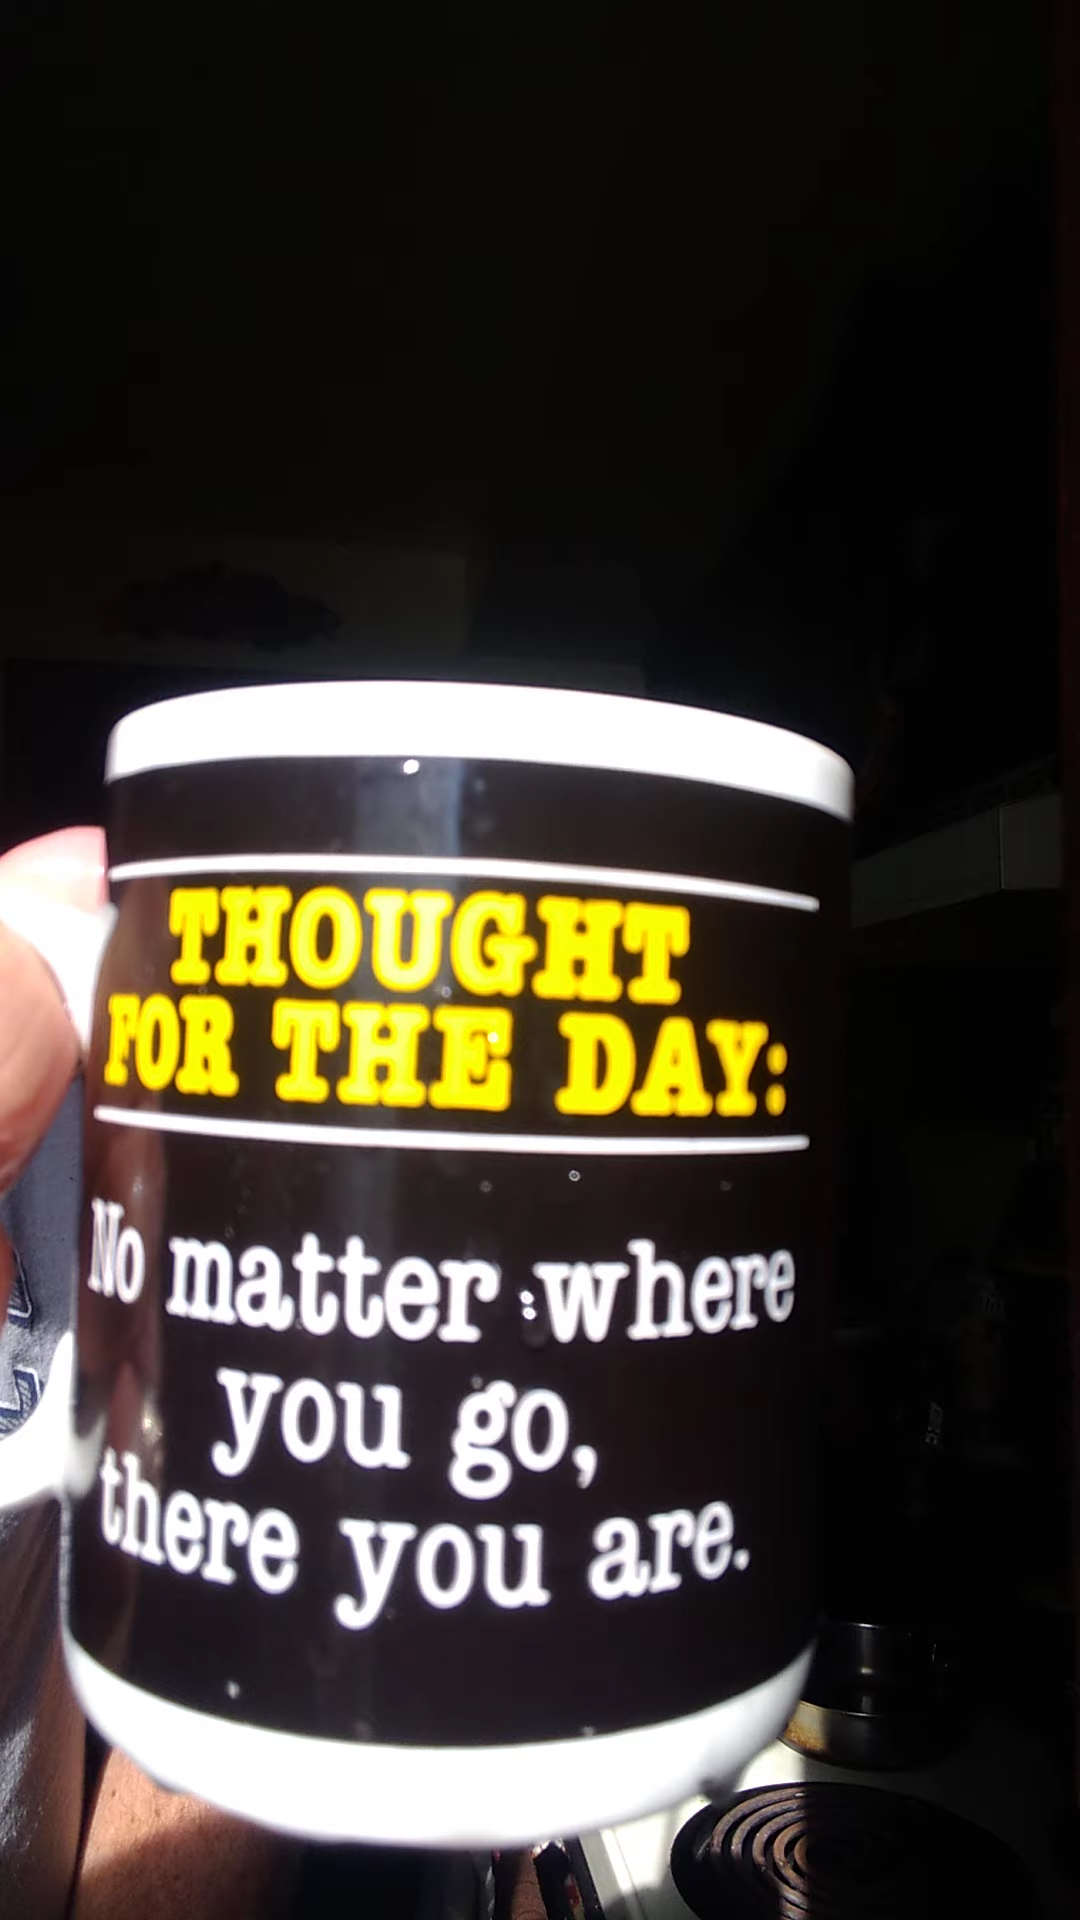 THOUGHT
FOR THE DAY:
No matter where
you go,
there you are.